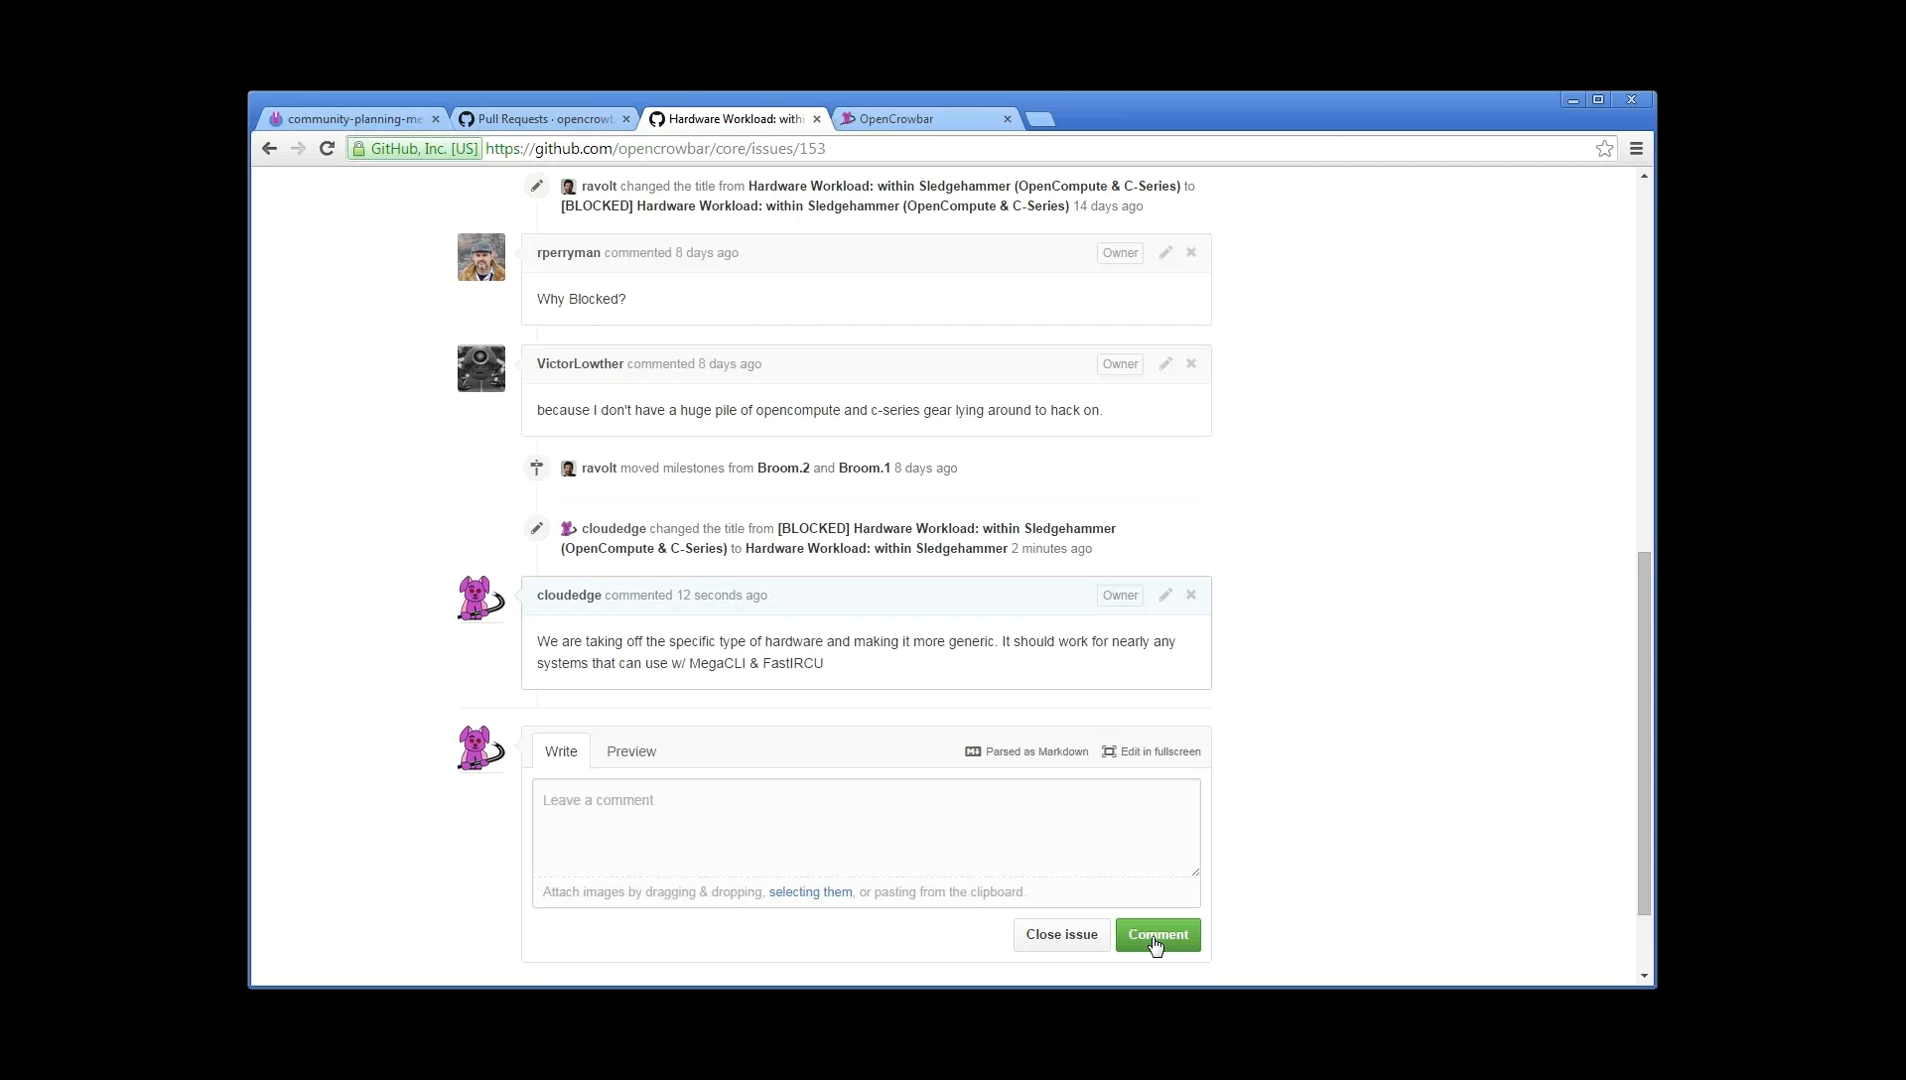 community-planning-me
Pull Requests · opencrowb
Hardware Workload: withi
OpenCrowbar
GitHub, Inc. [US] https://github.com/opencrowbar/core/issues/153
ravolt changed the title from Hardware Workload: within Sledgehammer (OpenCompute & C-Series) to
[BLOCKED] Hardware Workload: within Sledgehammer (OpenCompute & C-Series) 14 days ago
rperryman commented 8 days ago Owner
Why Blocked?
VictorLowther commented 8 days ago Owner
because I don't have a huge pile of opencompute and c-series gear lying around to hack on.
ravolt moved milestones from Broom.2 and Broom.1 8 days ago
cloudedge changed the title from [BLOCKED] Hardware Workload: within Sledgehammer
(OpenCompute & C-Series) to Hardware Workload: within Sledgehammer 2 minutes ago
cloudedge commented 12 seconds ago Owner
We are taking off the specific type of hardware and making it more generic. It should work for nearly any
systems that can use w/ MegaCLI & FastIRCU
Write Preview Parsed as Markdown Edit in fullscreen
Leave a comment
Attach images by dragging & dropping, selecting them, or pasting from the clipboard.
Close issue Comment